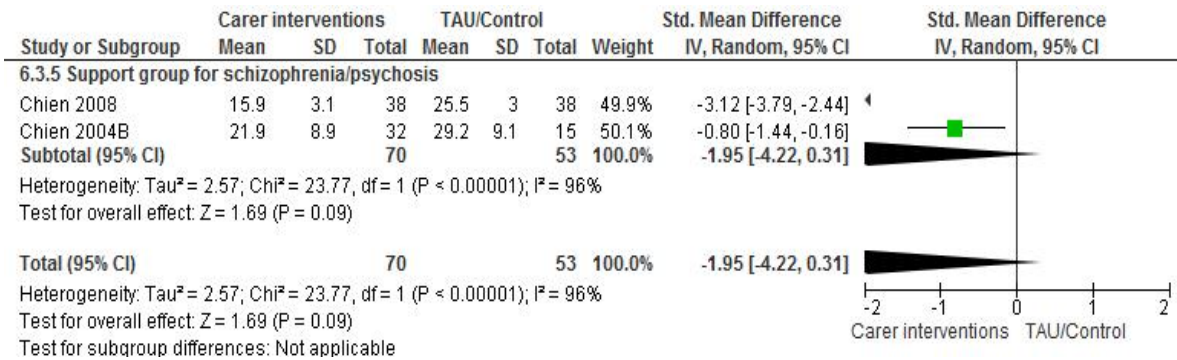 Carer interventions TAU/Control Std. Mean Difference Std. Mean Difference
Study or Subgroup Mean SD Total Mean SD Total Weight IV, Random, 95% CI IV, Random, 95% CI
6.3.5 Support group for schizophrenia/psychosis
Chien 2008 15.9 3.1 38 25.5 3 38 49.9% -3.12 [-3.79, -2.44]
Chien 2004B 21.9 8.9 32 29.2 9.1 15 50.1% -0.80 [-1.44, -0.16]
Subtotal (95% CI) 70 53 100.0% -1.95 [-4.22, 0.31]
Heterogeneity: Tau² = 2.57; Chi² = 23.77, df = 1 (P < 0.00001); I² = 96%
Test for overall effect: Z = 1.69 (P = 0.09)
Total (95% CI) 70 53 100.0% -1.95 [-4.22, 0.31]
Heterogeneity: Tau² = 2.57; Chi² = 23.77, df = 1 (P < 0.00001); I² = 96%
Test for overall effect: Z = 1.69 (P = 0.09)
Test for subgroup differences: Not applicable
-2 -1 0 1 2
Carer interventions TAU/Control